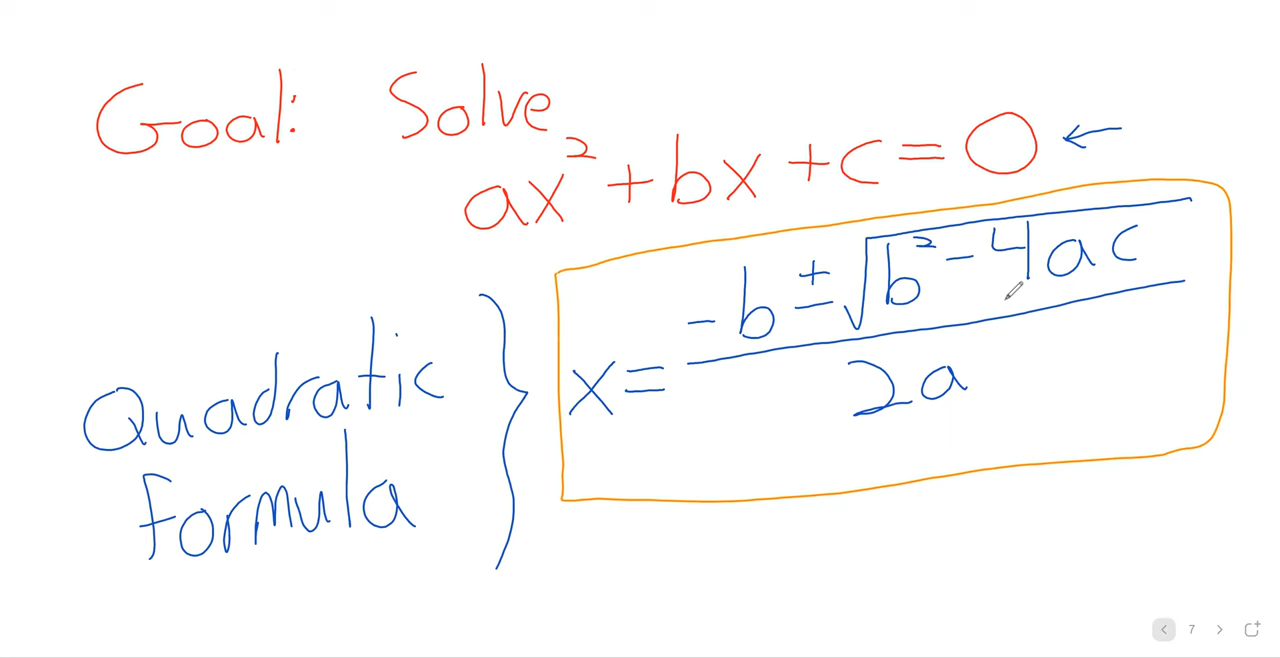 Goal: Solve
ax² + bx + c = 0 ←
Quadratic
formula
x = (-b ± √(b² - 4ac)) / 2a
7